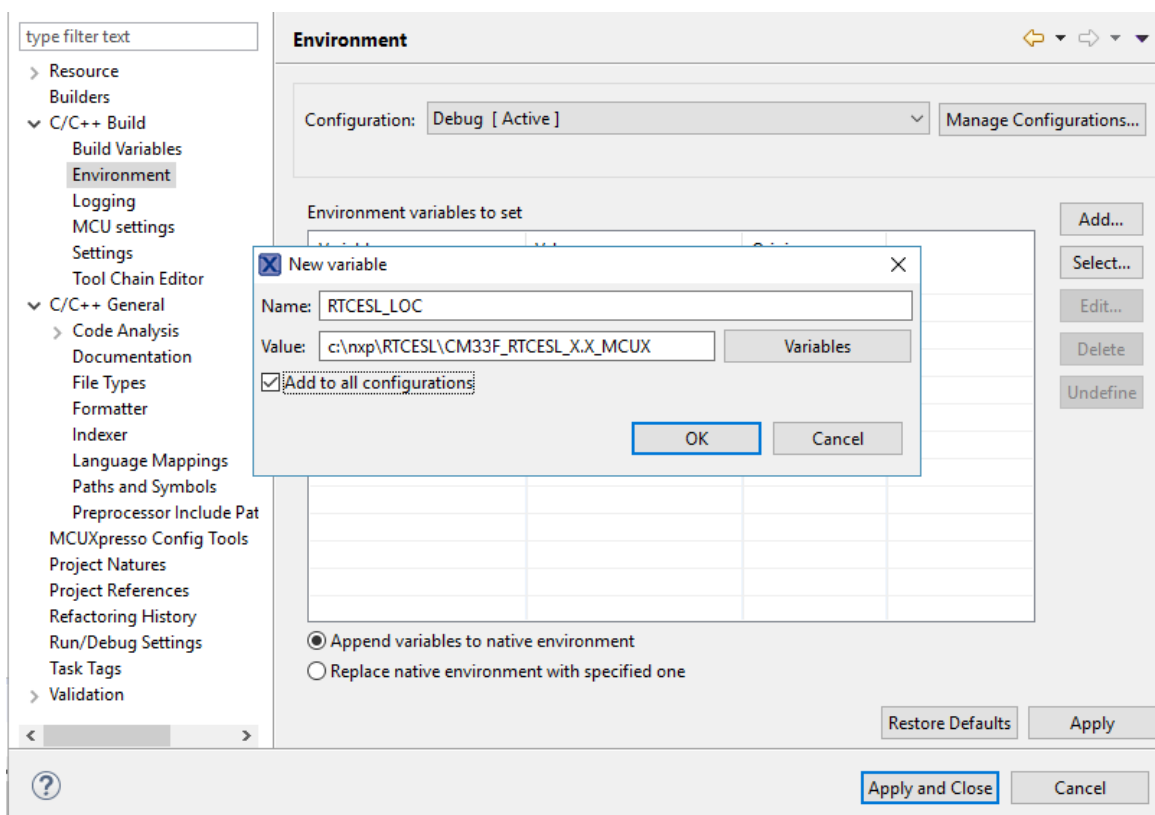 type filter text
Resource
Builders
C/C++ Build
Build Variables
Environment
Logging
MCU settings
Settings
Tool Chain Editor
C/C++ General
Code Analysis
Documentation
File Types
Formatter
Indexer
Language Mappings
Paths and Symbols
Preprocessor Include Pat
MCUXpresso Config Tools
Project Natures
Project References
Refactoring History
Run/Debug Settings
Task Tags
Validation
Environment
Configuration: Debug [ Active ] Manage Configurations...
Environment variables to set
Add...
Select...
Edit...
Delete
Undefine
New variable
Name: RTCESL_LOC
Value: c:\nxp\RTCESL\CM33F_RTCESL_X.X_MCUX Variables
Add to all configurations
OK Cancel
Append variables to native environment
Replace native environment with specified one
Restore Defaults Apply
Apply and Close Cancel